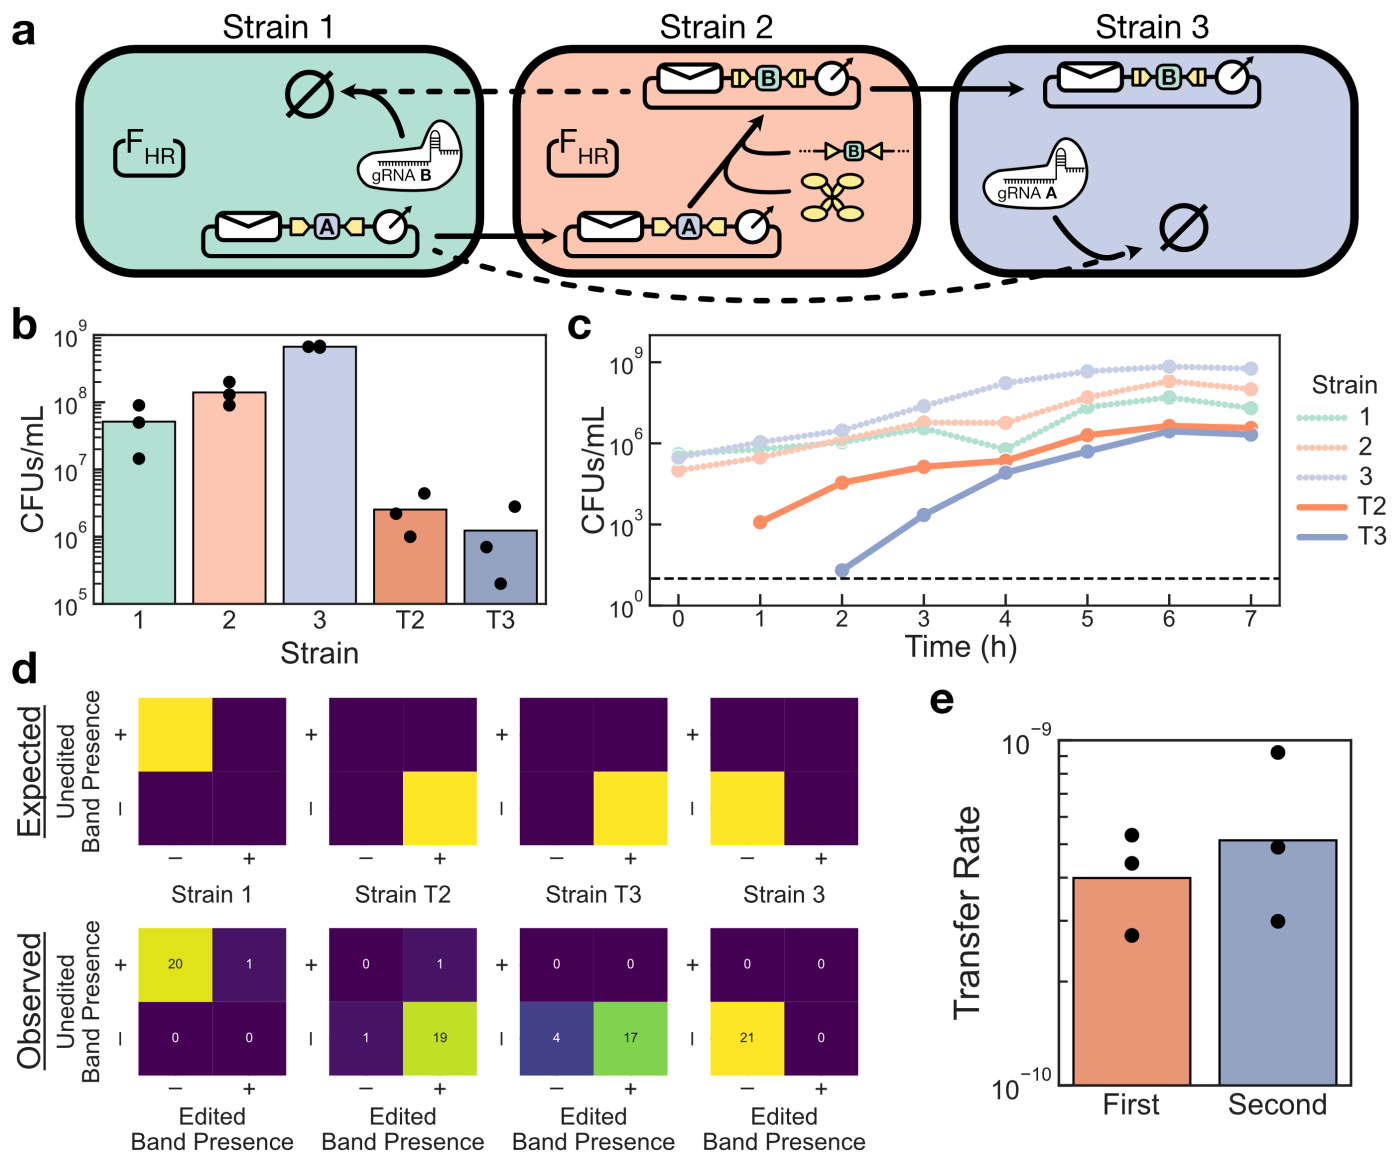 a
Strain 1
Strain 2
Strain 3
B
B
F HR
gRNA B
F HR
B
gRNA A
A
A
b
10^9
10^8
10^7
10^6
10^5
CFUs/mL
1 2 3 T2 T3
Strain
c
10^9
10^6
10^3
10^0
CFUs/mL
0 1 2 3 4 5 6 7
Time (h)
Strain
1
2
3
T2
T3
d
Expected
Unedited
Band Presence
+ + + +
– – – –
– + – + – + – +
Strain 1 Strain T2 Strain T3 Strain 3
Observed
Unedited
Band Presence
+ 20 1 + 0 1 + 0 0 + 0 0
– 0 0 – 1 19 – 4 17 – 21 0
– + – + – + – +
Edited Edited Edited Edited
Band Presence Band Presence Band Presence Band Presence
e
10^−9
10^−10
Transfer Rate
First Second